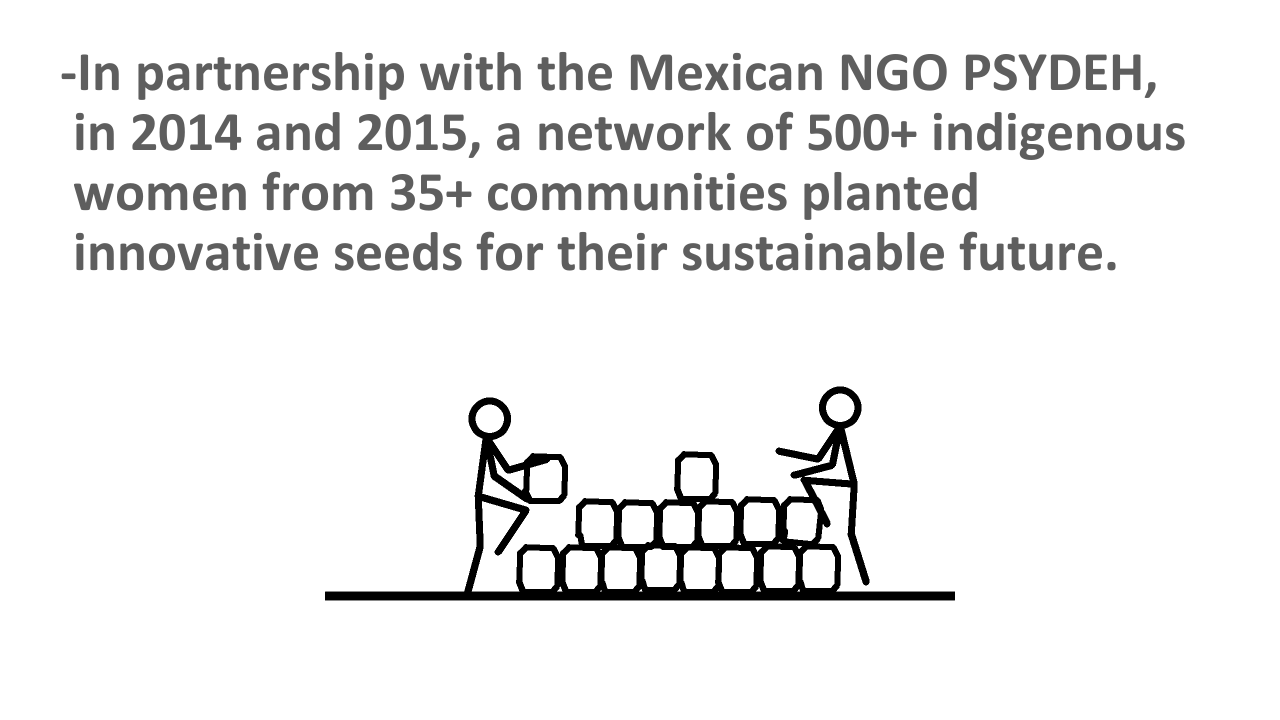 -In partnership with the Mexican NGO PSYDEH,
in 2014 and 2015, a network of 500+ indigenous
women from 35+ communities planted
innovative seeds for their sustainable future.